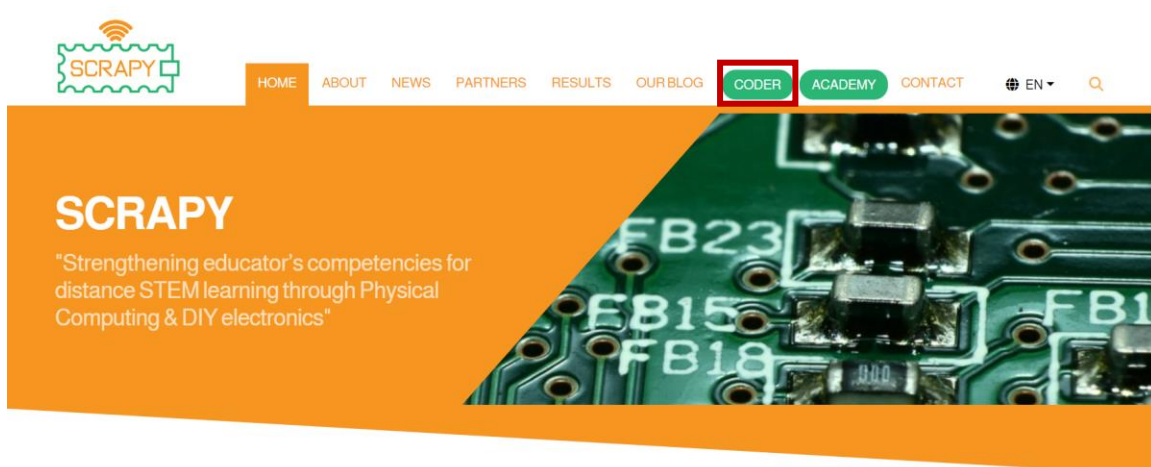 SCRAPY
HOME ABOUT NEWS PARTNERS RESULTS OUR BLOG CODER ACADEMY CONTACT EN
SCRAPY
"Strengthening educator's competencies for
distance STEM learning through Physical
Computing & DIY electronics"
FB23
FB15
FB18
FB1
000